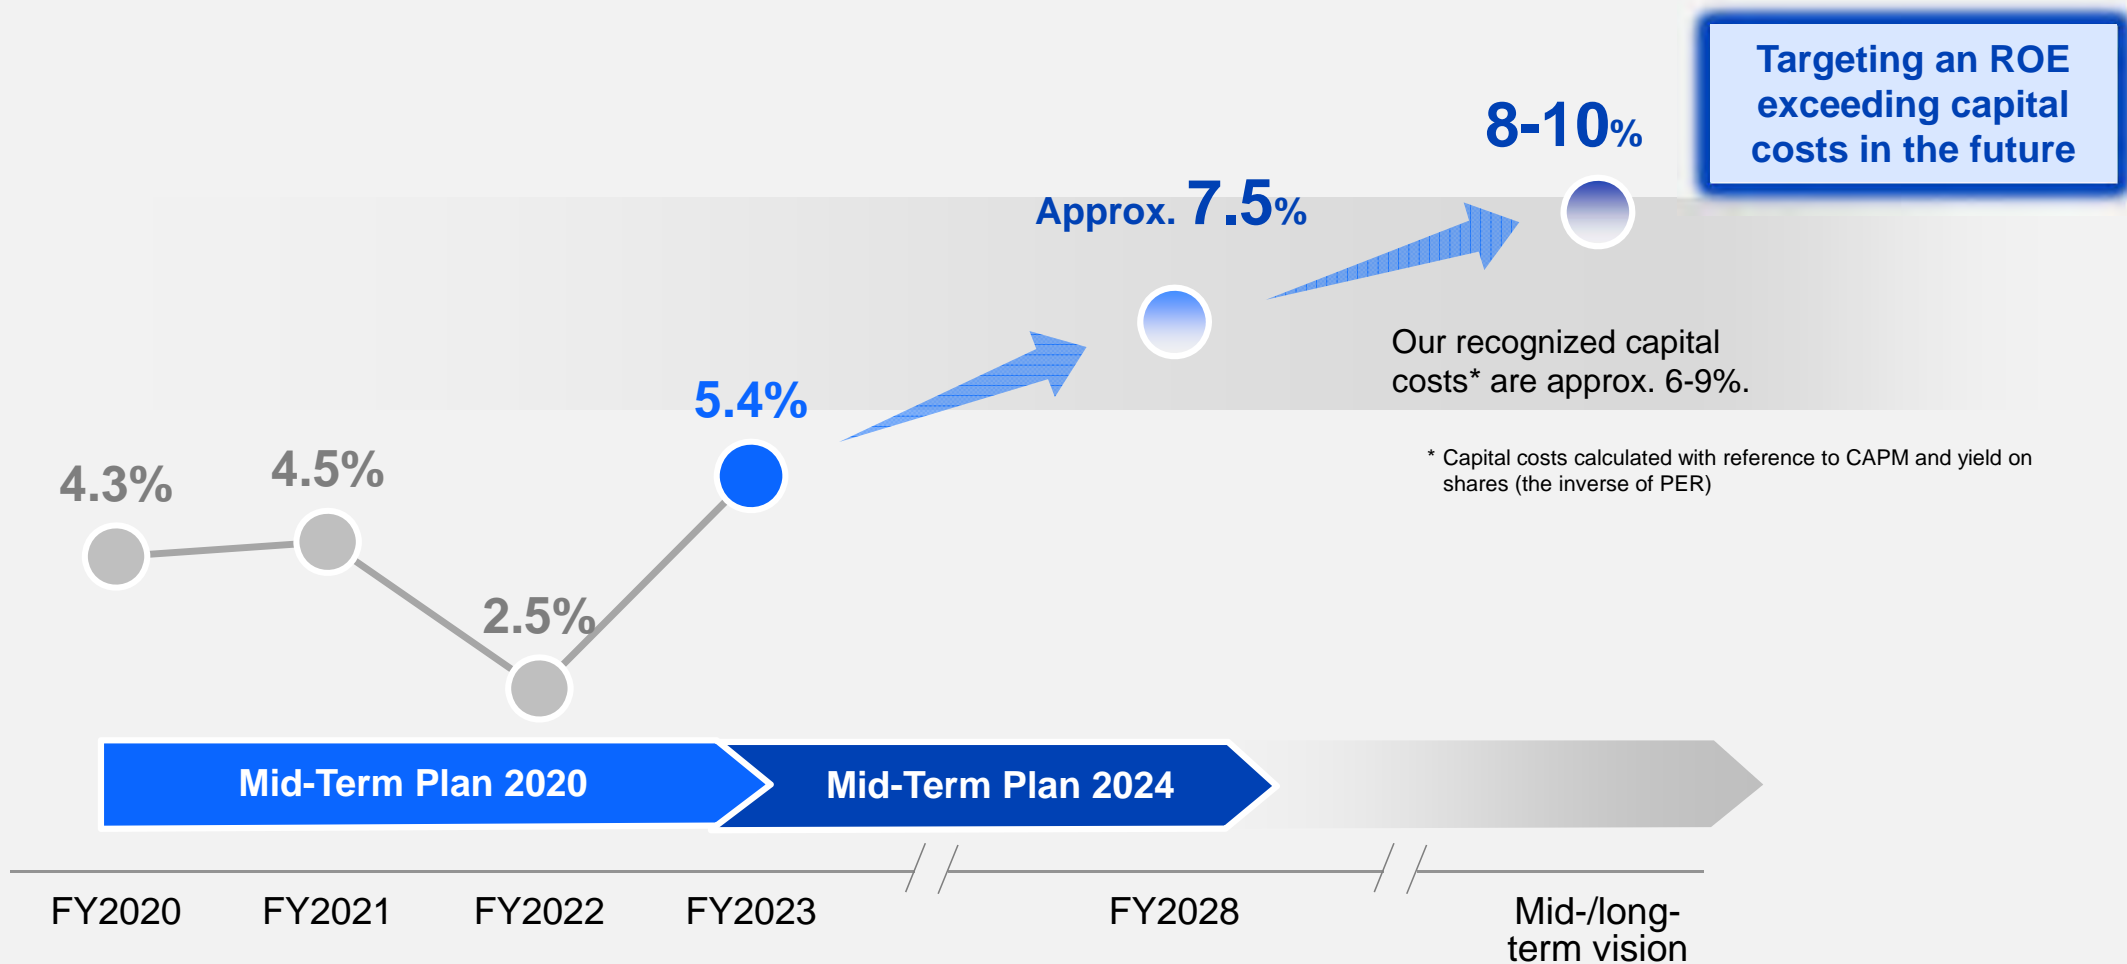 Targeting an ROE
exceeding capital
costs in the future
8-10%
Approx. 7.5%
Our recognized capital
costs* are approx. 6-9%.
5.4%
4.3%
4.5%
2.5%
* Capital costs calculated with reference to CAPM and yield on
shares (the inverse of PER)
Mid-Term Plan 2020
Mid-Term Plan 2024
FY2020
FY2021
FY2022
FY2023
FY2028
Mid-/long-
term vision